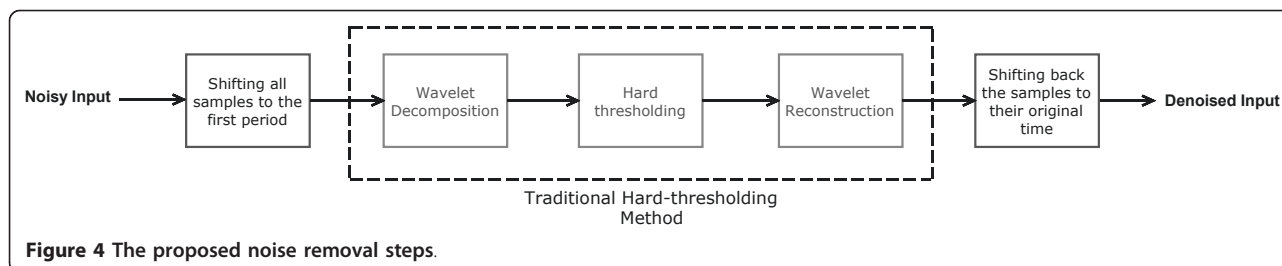 Noisy Input
Shifting all
samples to the
first period
Wavelet
Decomposition
Hard
thresholding
Wavelet
Reconstruction
Shifting back
the samples to
their original
time
Denoised Input
Traditional Hard-thresholding
Method
Figure 4 The proposed noise removal steps.